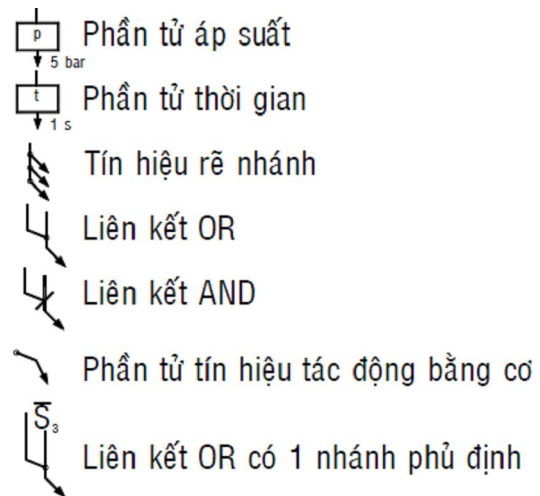 p Phần tử áp suất
5 bar
t Phần tử thời gian
1 s
Tín hiệu rẽ nhánh
Liên kết OR
Liên kết AND
Phần tử tín hiệu tác động bằng cơ
S̅₃
Liên kết OR có 1 nhánh phủ định